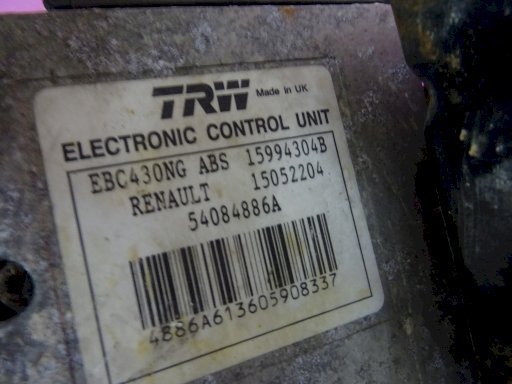 TRW Made in UK
ELECTRONIC CONTROL UNIT
EBC430NG ABS 15994304B
RENAULT 15052204
54084886A
4886A613605908337